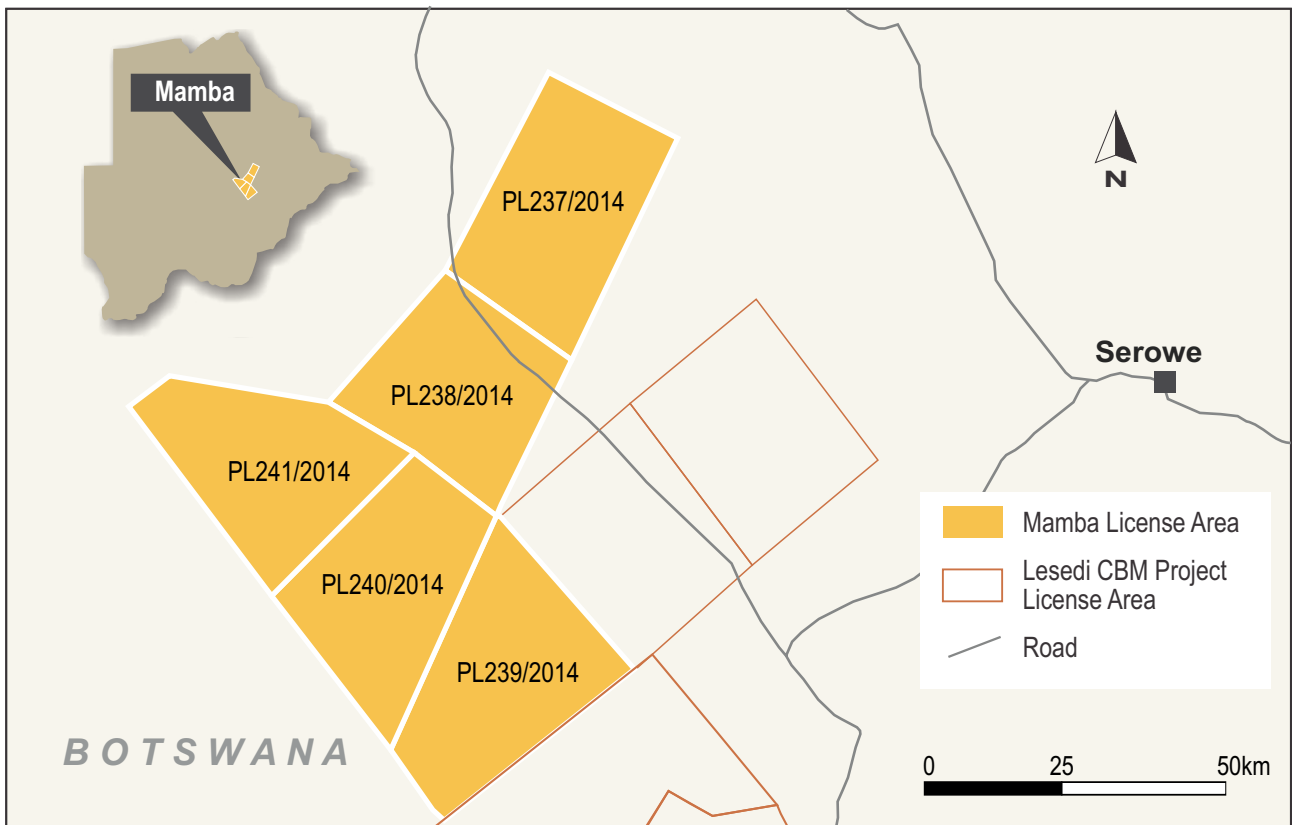 Mamba
PL237/2014
N
Serowe
PL238/2014
PL241/2014
PL240/2014
PL239/2014
Mamba License Area
Lesedi CBM Project
License Area
Road
BOTSWANA
0 25 50km